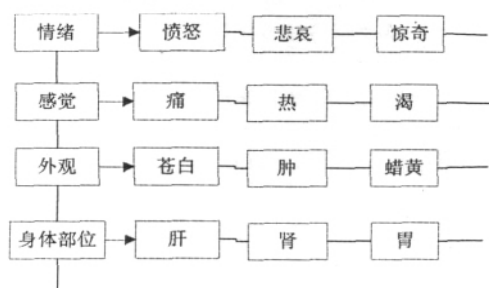 情绪 愤怒 悲哀 惊奇
感觉 痛 热 渴
外观 苍白 肿 蜡黄
身体部位 肝 肾 胃